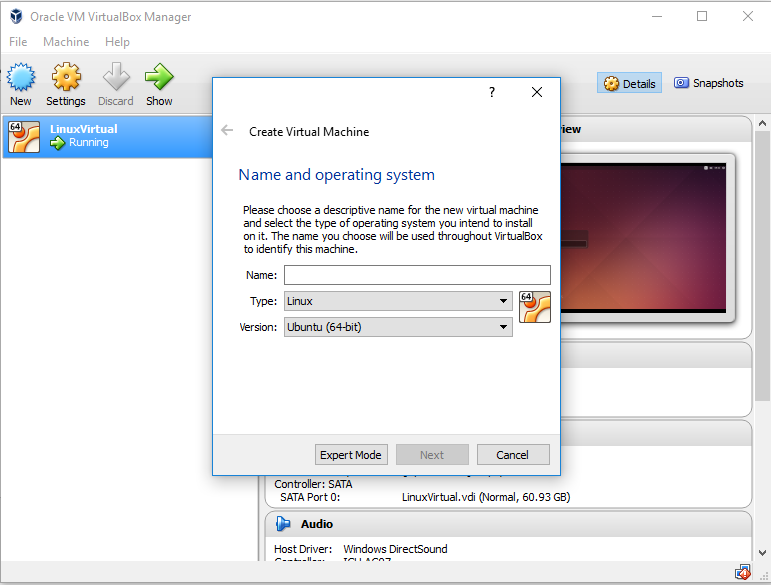 Oracle VM VirtualBox Manager
File Machine Help
New Settings Discard Show
Details Snapshots
64 LinuxVirtual
Running
?
Create Virtual Machine
Name and operating system
Please choose a descriptive name for the new virtual machine
and select the type of operating system you intend to install
on it. The name you choose will be used throughout VirtualBox
to identify this machine.
Name:
Type: Linux
64
Version: Ubuntu (64-bit)
Expert Mode Next Cancel
Controller: SATA
SATA Port 0: LinuxVirtual.vdi (Normal, 60.93 GB)
Audio
Host Driver: Windows DirectSound